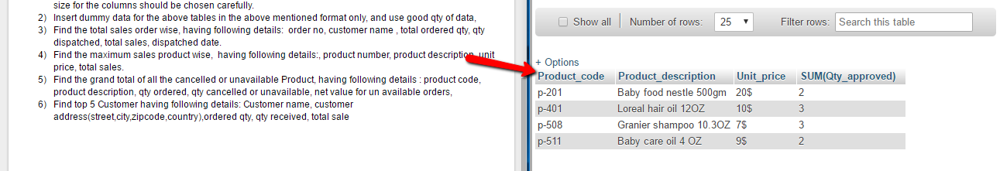 size for the columns should be chosen carefully.
2) Insert dummy data for the above tables in the above mentioned format only, and use good qty of data,
3) Find the total sales order wise, having following details: order no, customer name , total ordered qty, qty
dispatched, total sales, dispatched date.
4) Find the maximum sales product wise, having following details:, product number, product description, unit
price, total sales.
5) Find the grand total of all the cancelled or unavailable Product, having following details : product code,
product description, qty ordered, qty cancelled or unavailable, net value for un available orders,
6) Find top 5 Customer having following details: Customer name, customer
address(street,city,zipcode,country),ordered qty, qty received, total sale
Show all Number of rows: 25 Filter rows: Search this table
+ Options
Product_code Product_description Unit_price SUM(Qty_approved)
p-201 Baby food nestle 500gm 20$ 2
p-401 Loreal hair oil 12OZ 10$ 3
p-508 Granier shampoo 10.3OZ 7$ 3
p-511 Baby care oil 4 OZ 9$ 2